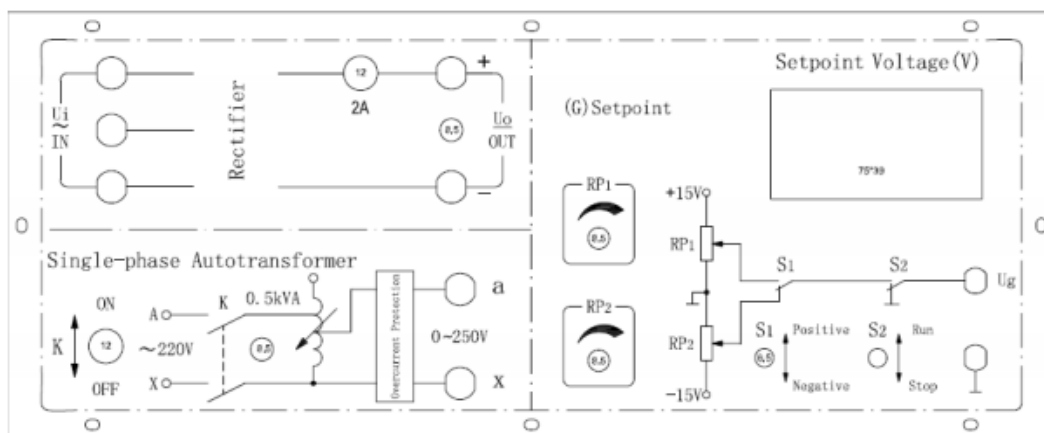 Ui
~
IN
Rectifier
12
2A
+
8,5
Uo
OUT
−
Single-phase Autotransformer
ON
K
12
OFF
A
~220V
X
K
0.5kVA
8,5
Overcurrent Protection
a
0~250V
x
Setpoint Voltage(V)
75*39
(G)Setpoint
RP1
8,5
RP2
8,5
+15V
RP1
RP2
-15V
S1
S2
Ug
S1
Positive
6,5
Negative
S2
Run
Stop